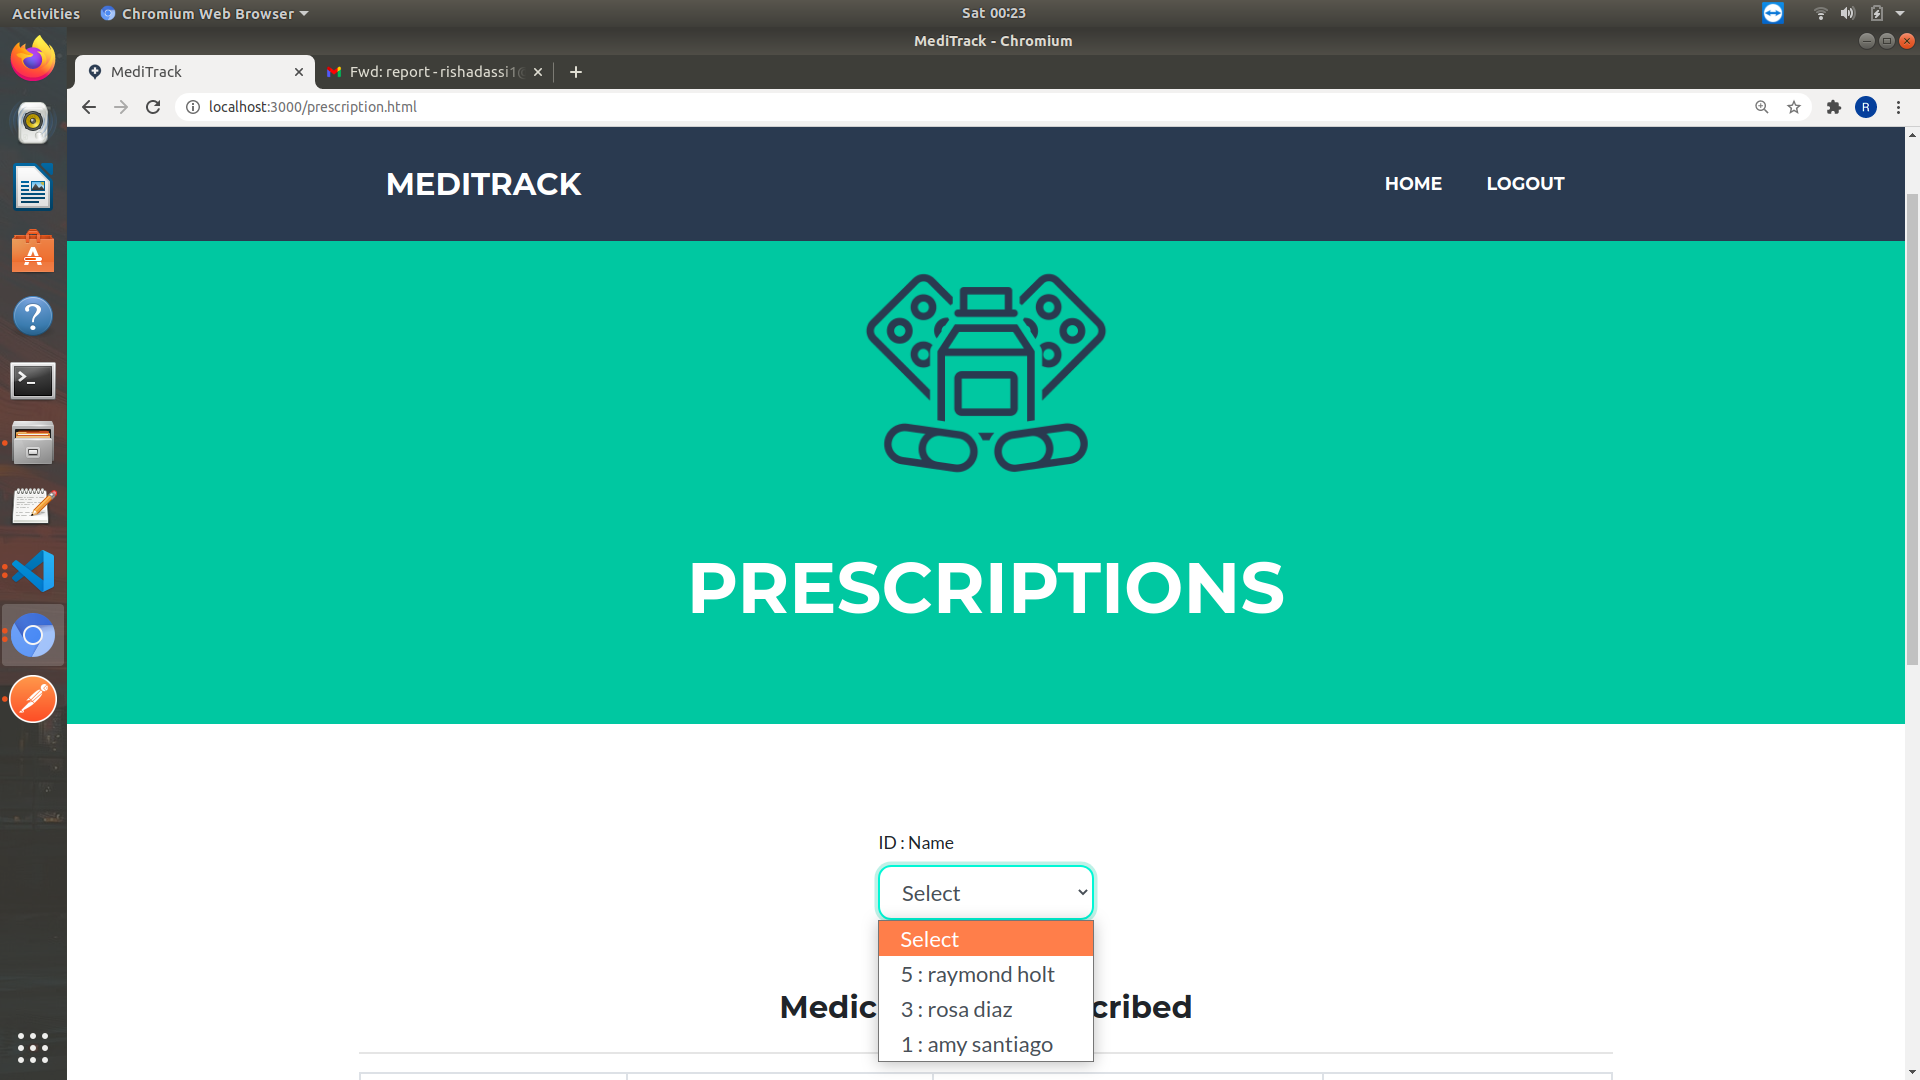 Activities
Chromium Web Browser
Sat 00:23
MediTrack - Chromium
MediTrack
Fwd: report - rishadassi1@
localhost:3000/prescription.html
R
MEDITRACK
HOME
LOGOUT
PRESCRIPTIONS
ID : Name
Select
Select
5 : raymond holt
3 : rosa diaz
1 : amy santiago
Medic
cribed